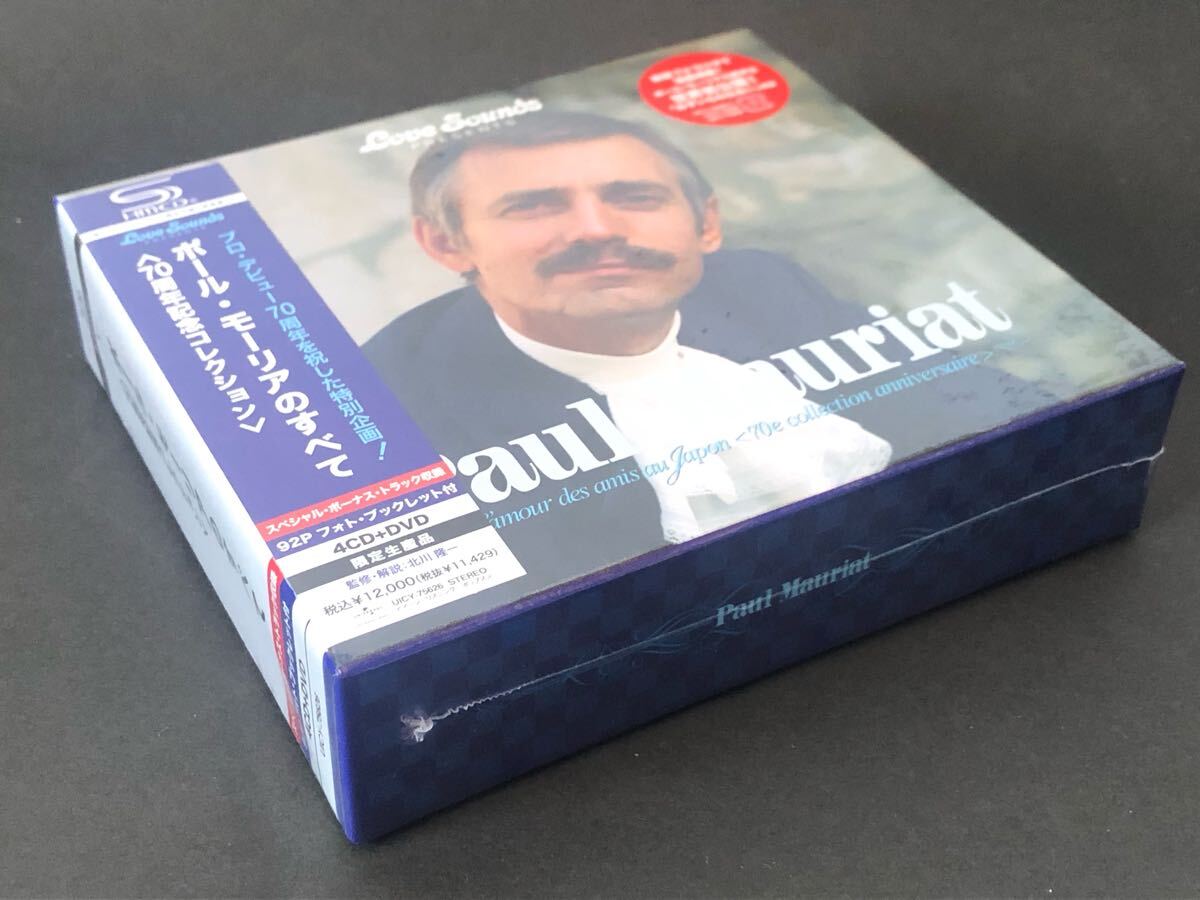 Love Sounds
PRESENTS
SHM-CD
Love Sounds
PRESENTS
プロ・デビュー70周年を祝した特別企画!
ポール・モーリアのすべて
〈70周年記念コレクション〉
スペシャル・ボーナス・トラック収録
92P フォト・ブックレット付
4CD+DVD
限定生産品
監修・解説:北川 隆一
税込¥12,000(税抜¥11,429)
UICY-75626 STEREO
aul uriat
l'amour des amis au Japon <70e collection anniversaire>
Paul Mauriat
4CD+DVD